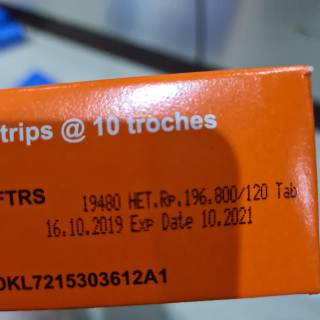 trips @ 10 troches
FTRS
19480 HET.Rp.196.800/120 Tab
16.10.2019 Exp Date 10.2021
DKL7215303612A1